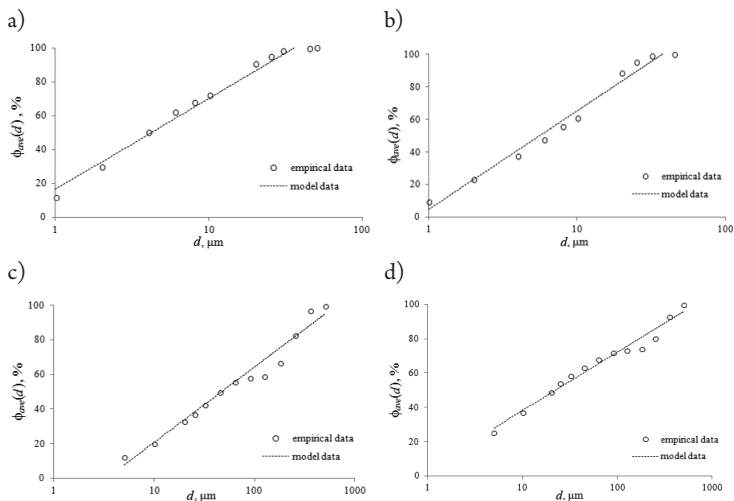 a)
ϕave(d), %
100
80
60
40
20
0
1 10 100
d, μm
empirical data
model data
b)
ϕave(d), %
100
80
60
40
20
0
1 10 100
d, μm
empirical data
model data
c)
ϕave(d), %
100
80
60
40
20
0
1 10 100 1000
d, μm
empirical data
model data
d)
ϕave(d), %
100
80
60
40
20
0
1 10 100 1000
d, μm
empirical data
model data